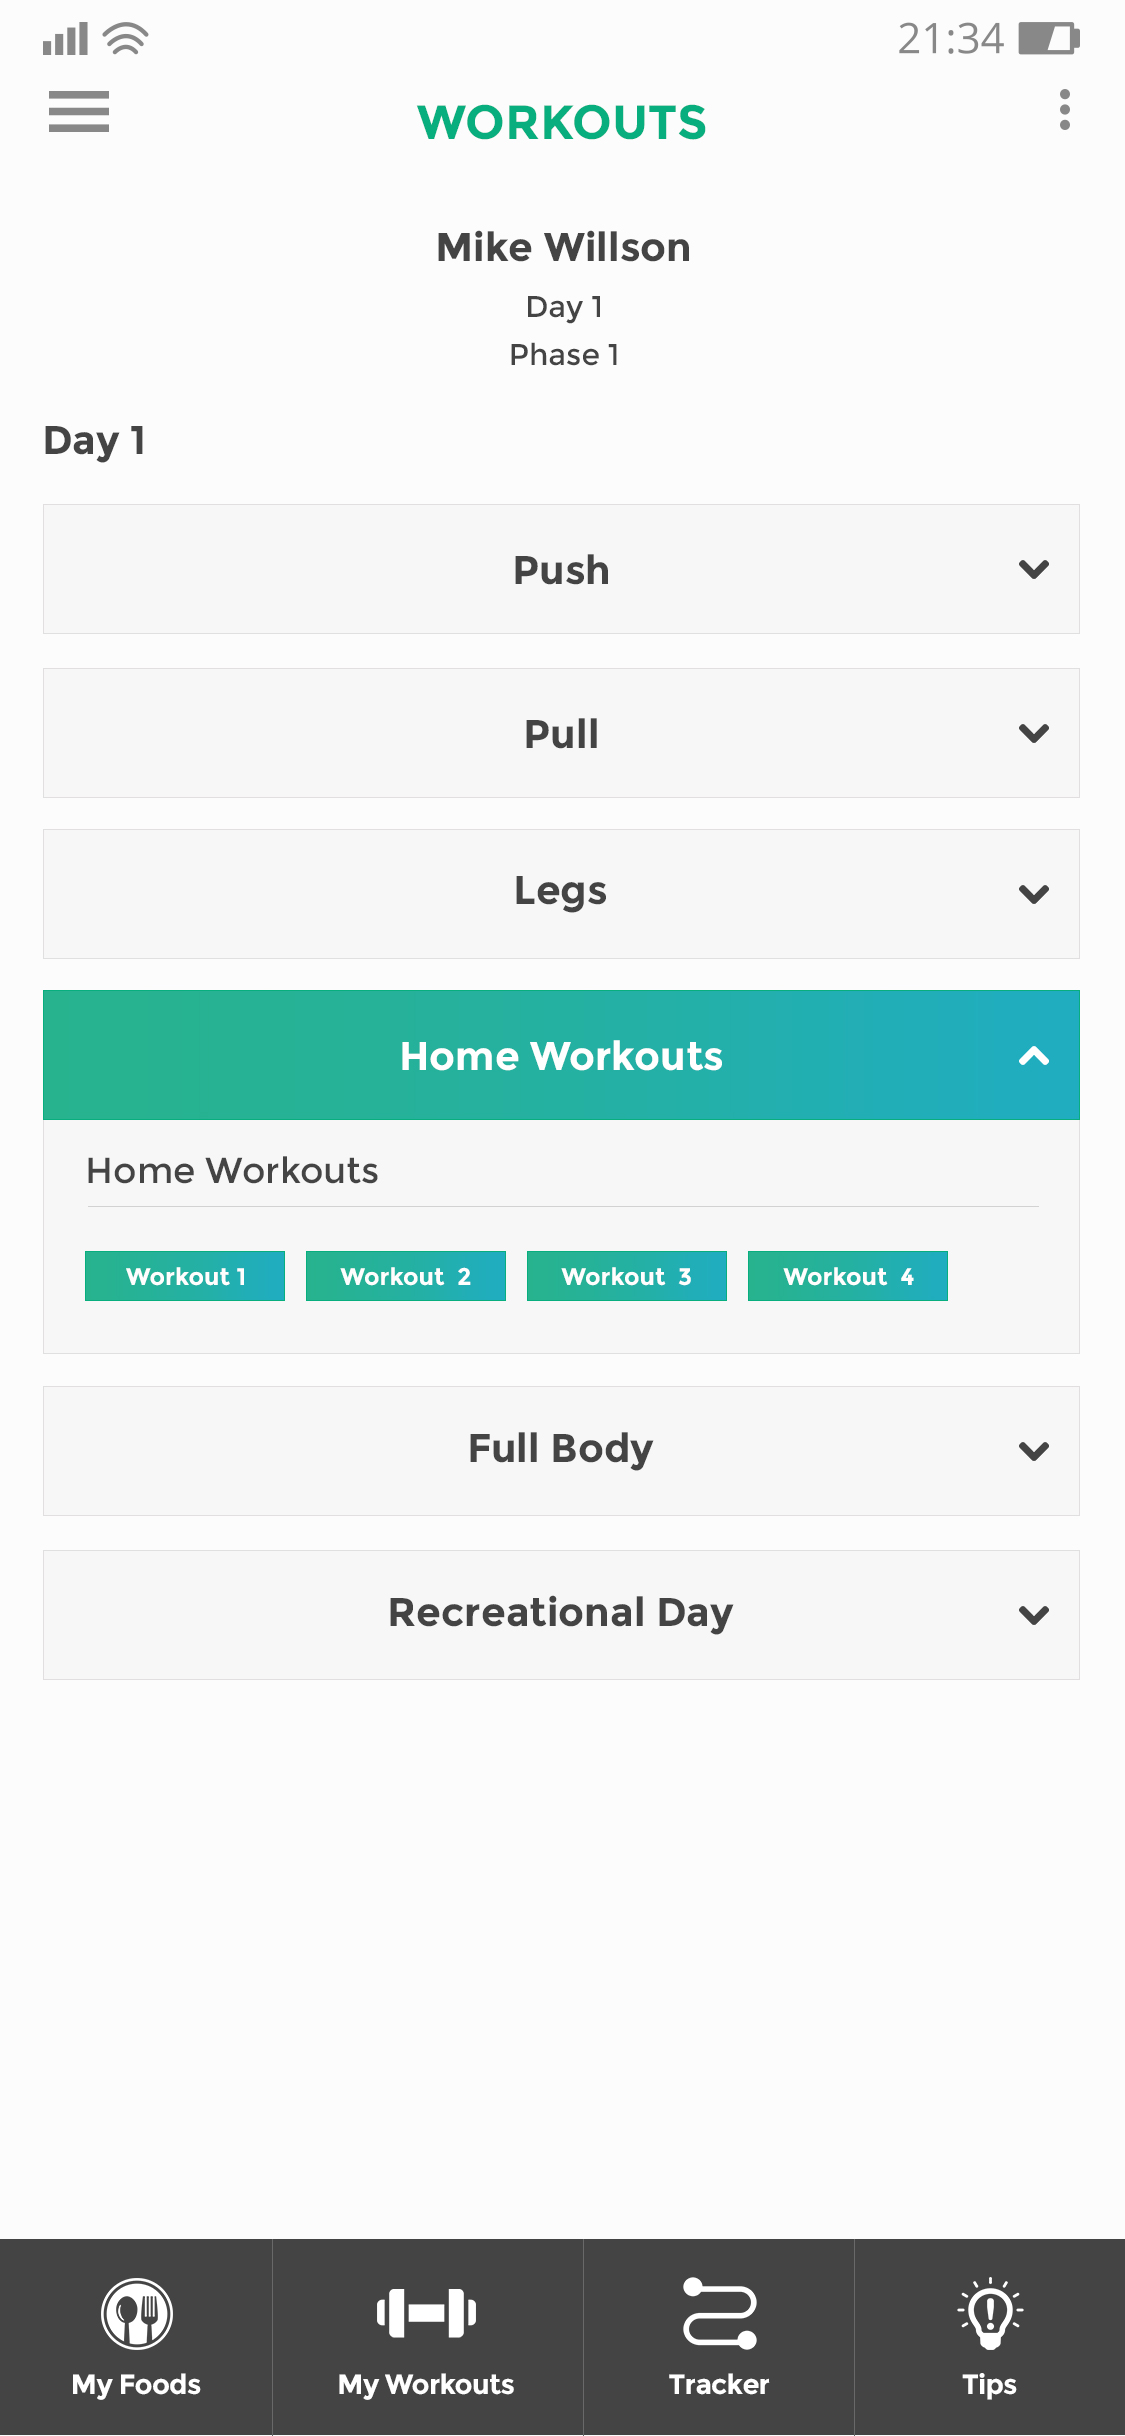 21:34
WORKOUTS
Mike Willson
Day 1
Phase 1
Day 1
Push
Pull
Legs
Home Workouts
Home Workouts
Workout 1 Workout 2 Workout 3 Workout 4
Full Body
Recreational Day
My Foods My Workouts Tracker Tips